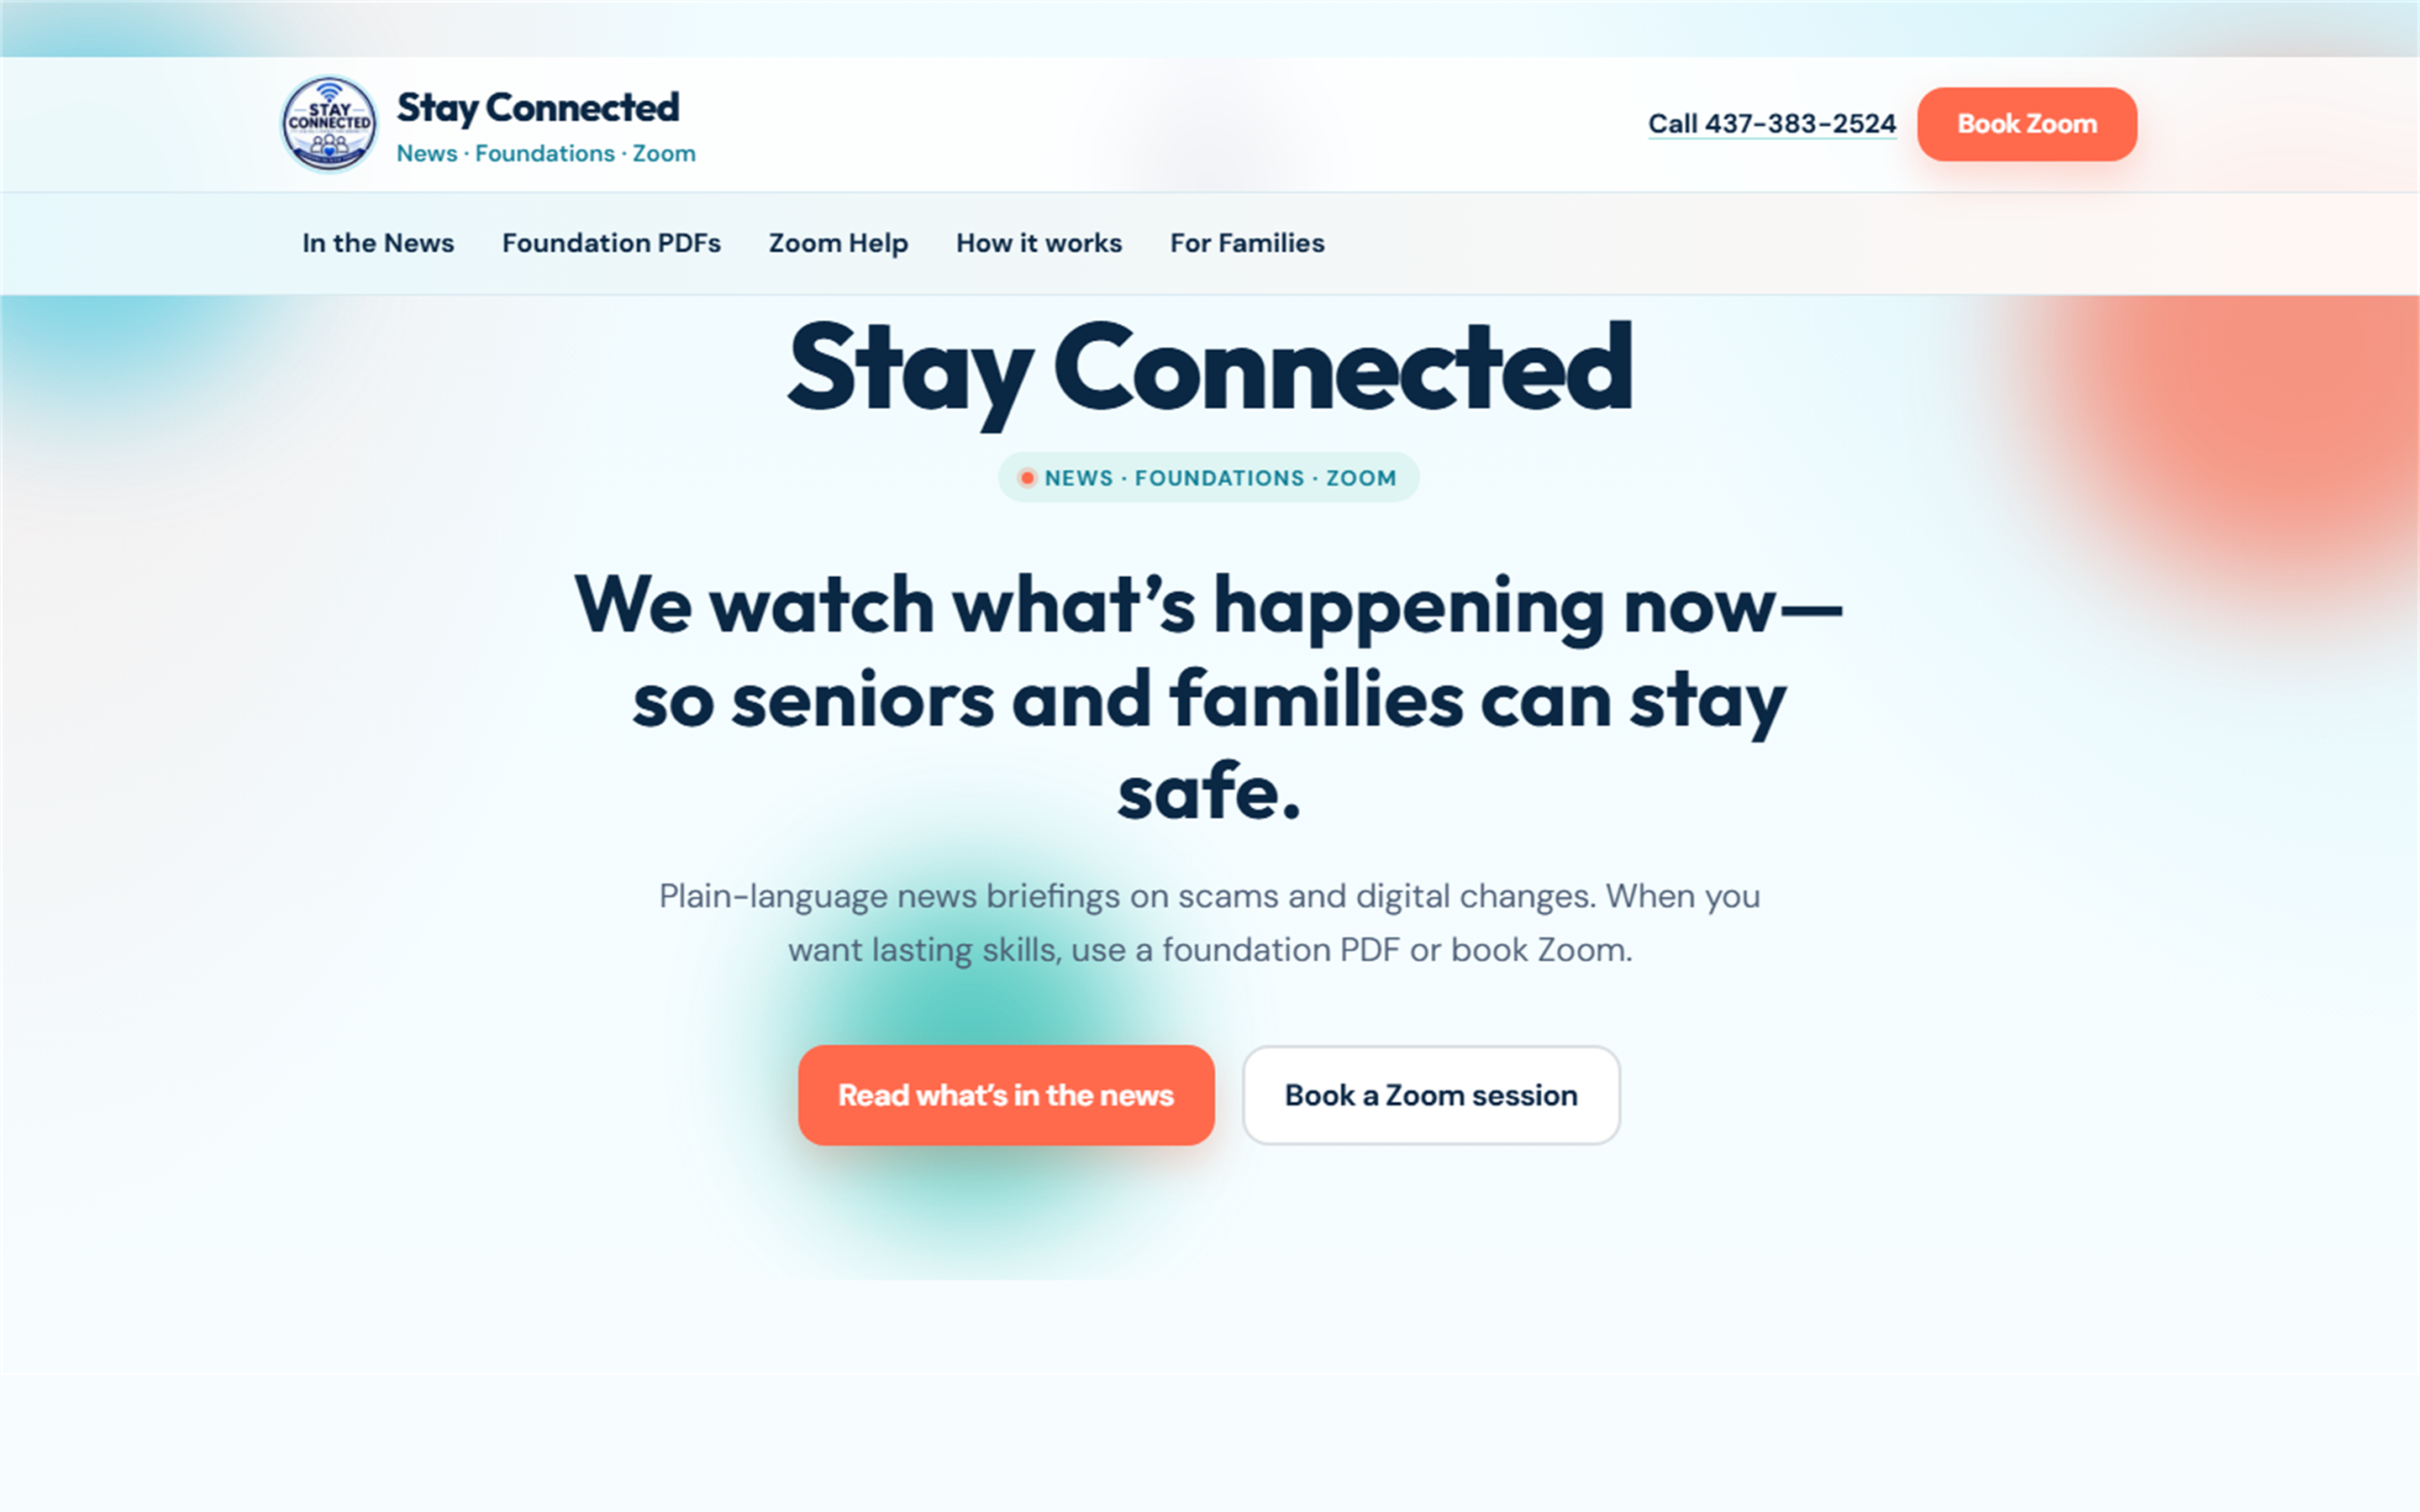 STAY
CONNECTED
Stay Connected
News · Foundations · Zoom
Call 437-383-2524
Book Zoom
In the News
Foundation PDFs
Zoom Help
How it works
For Families
Stay Connected
NEWS · FOUNDATIONS · ZOOM
We watch what’s happening now—
so seniors and families can stay
safe.
Plain-language news briefings on scams and digital changes. When you
want lasting skills, use a foundation PDF or book Zoom.
Read what’s in the news
Book a Zoom session